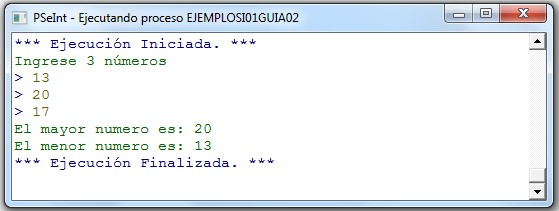 PSeInt - Ejecutando proceso EJEMPLOSI01GUIA02
*** Ejecución Iniciada. ***
Ingrese 3 números
> 13
> 20
> 17
El mayor numero es: 20
El menor numero es: 13
*** Ejecución Finalizada. ***